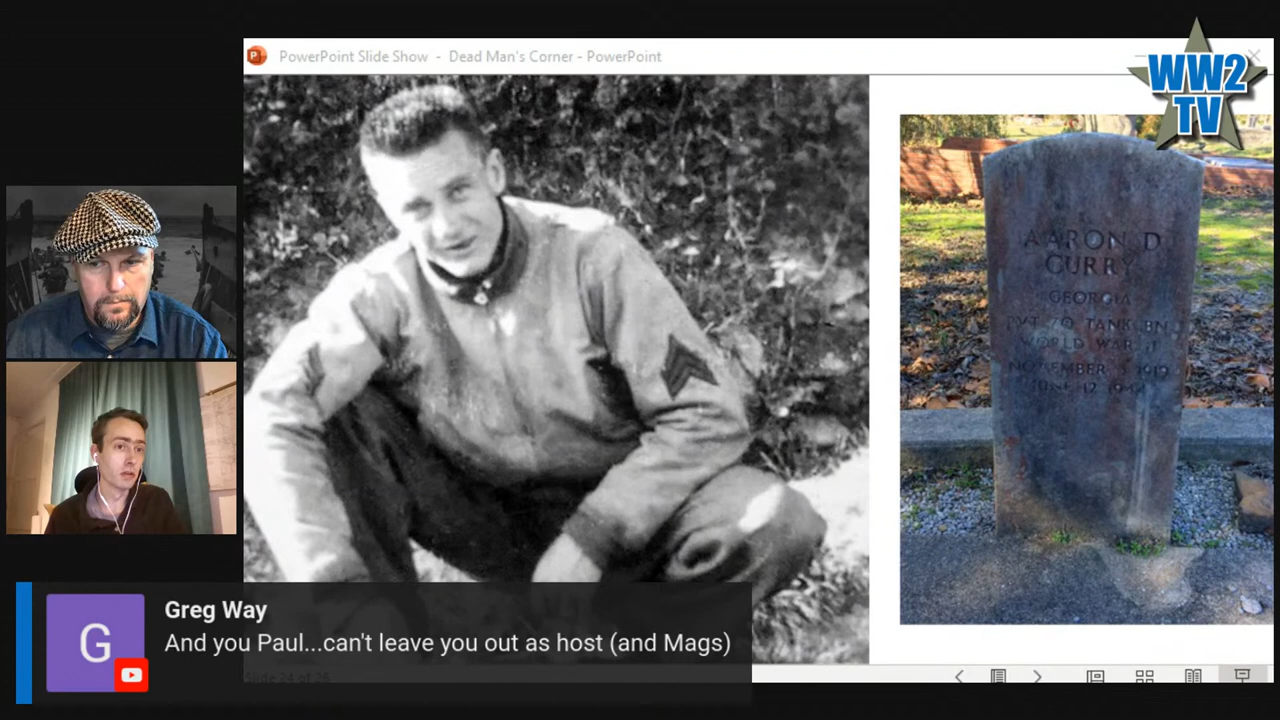 PowerPoint Slide Show - Dead Man's Corner - PowerPoint
WW2
TV
AARON D
CURRY
GEORGIA
PVT 70 TANK BN
WORLD WAR II
NOVEMBER 5 1919
JUNE 12
Greg Way
G
And you Paul...can't leave you out as host (and Mags)